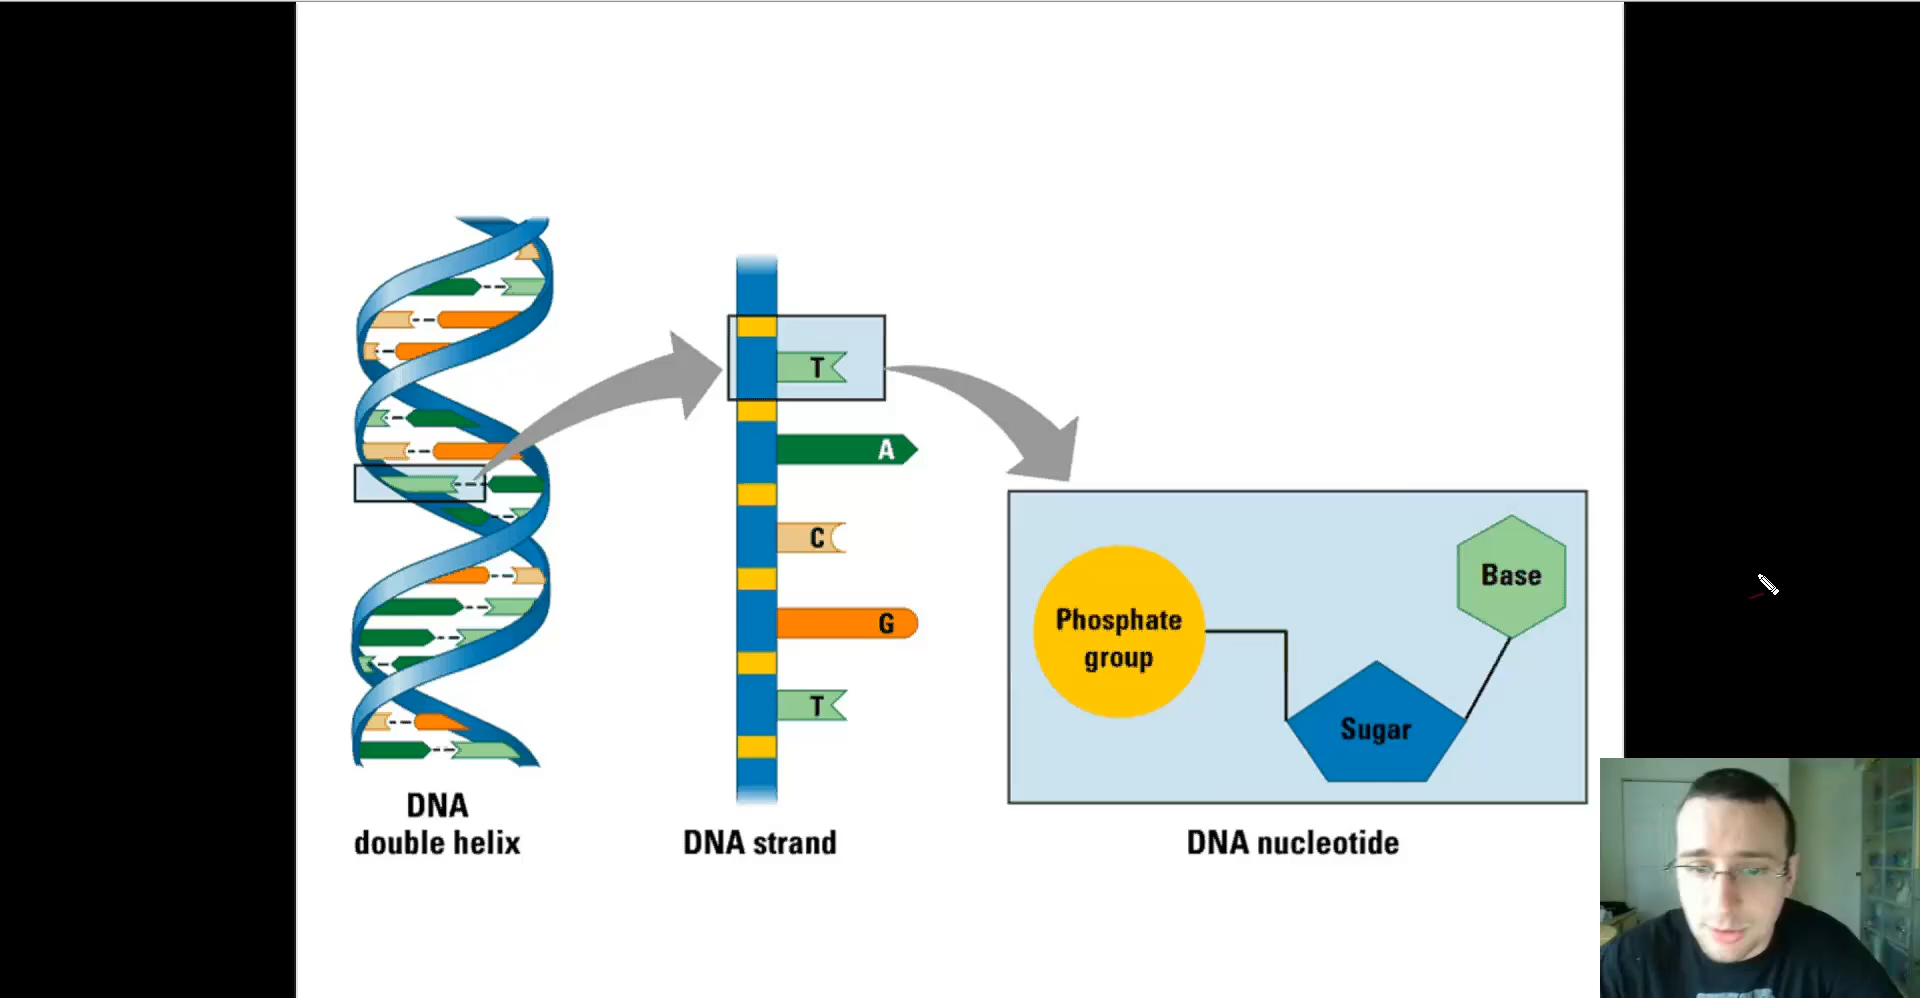 T
A
C
G
T
Phosphate
group
Base
Sugar
DNA
double helix
DNA strand
DNA nucleotide